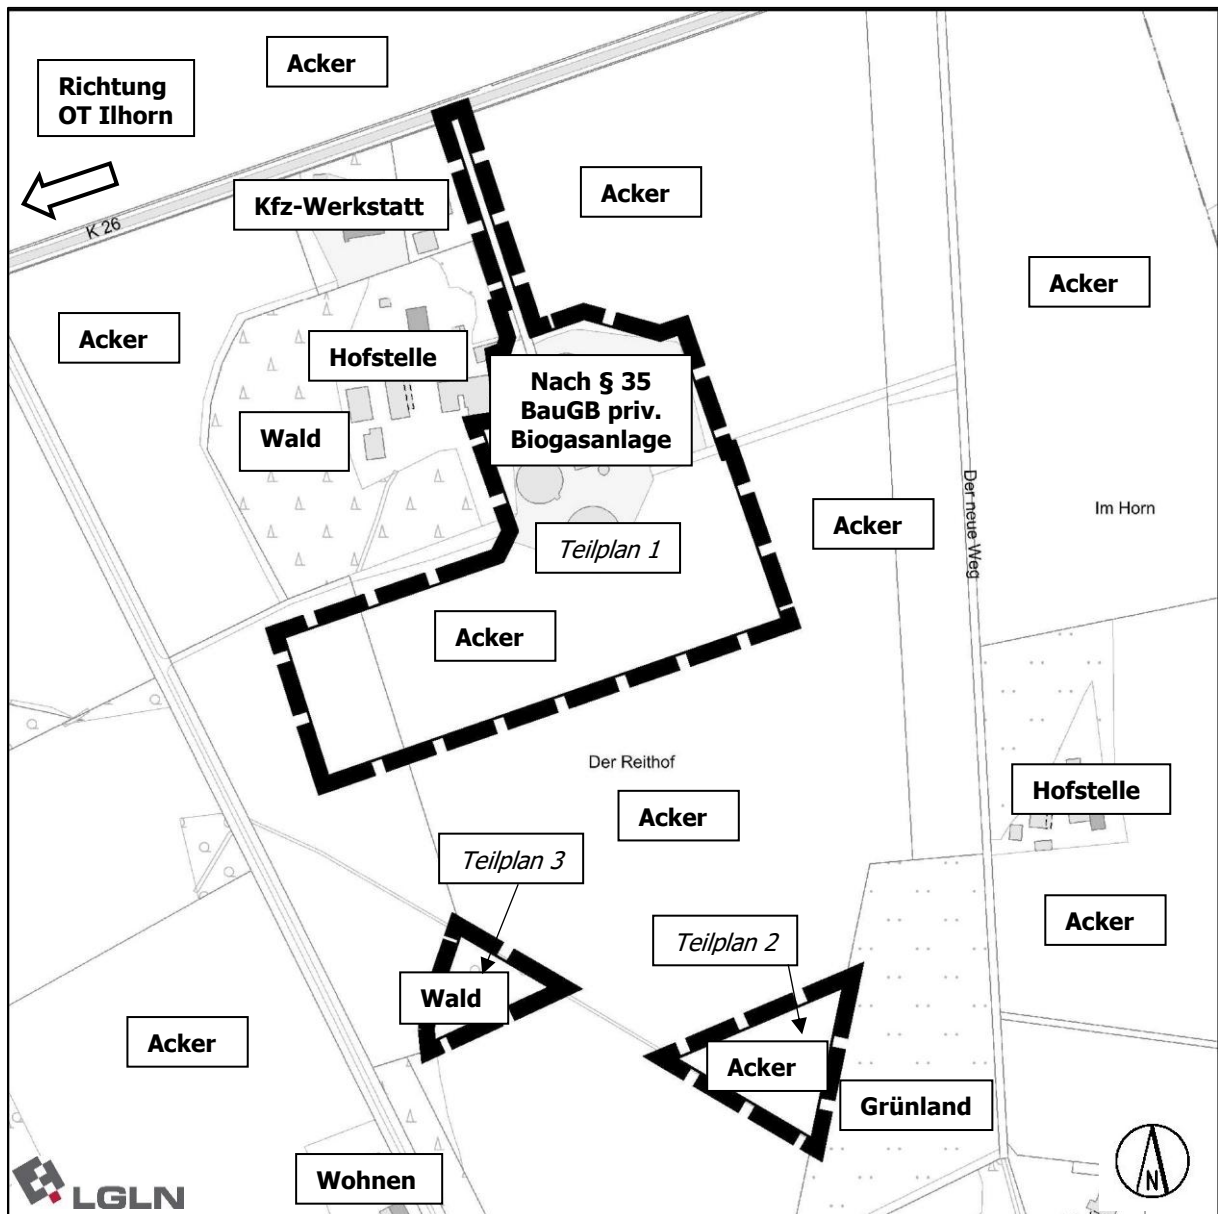 Acker
Richtung
OT Ilhorn
Acker
Kfz-Werkstatt
K 26
Acker
Acker
Hofstelle
Nach § 35
BauGB priv.
Biogasanlage
Wald
Der neue Weg
Im Horn
Acker
Teilplan 1
Acker
Der Reithof
Hofstelle
Acker
Teilplan 3
Acker
Teilplan 2
Wald
Acker
Acker
Grünland
Wohnen
N
LGLN